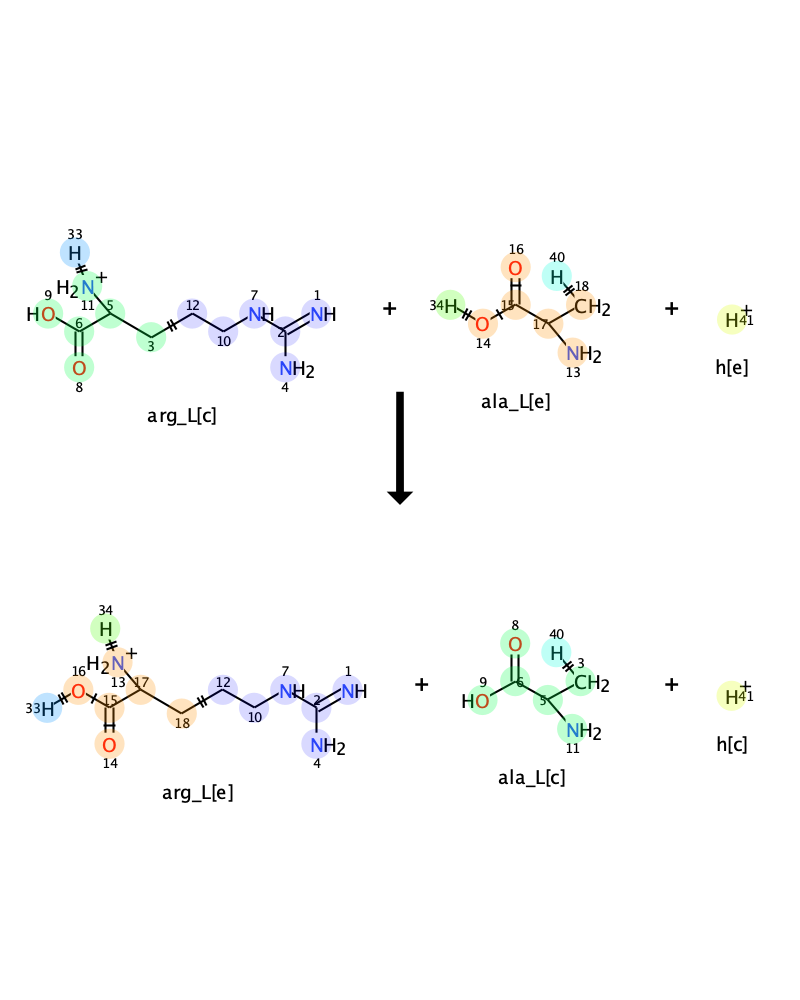 33
H
+
H2N
11
9
HO
5
6
O
8
3
12
10
7
NH
2
1
NH
NH2
4
arg_L[c]
+
16
O
34 H
O
14
15
40
H
18
CH2
17
NH2
13
ala_L[e]
+
H+
41
h[e]
34
H
+
H2N
13
17
16
O
33 H
15
O
14
18
12
10
7
NH
2
1
NH
NH2
4
arg_L[e]
+
8
O
9
HO
6
40
H
3
CH2
5
NH2
11
ala_L[c]
+
H+
41
h[c]